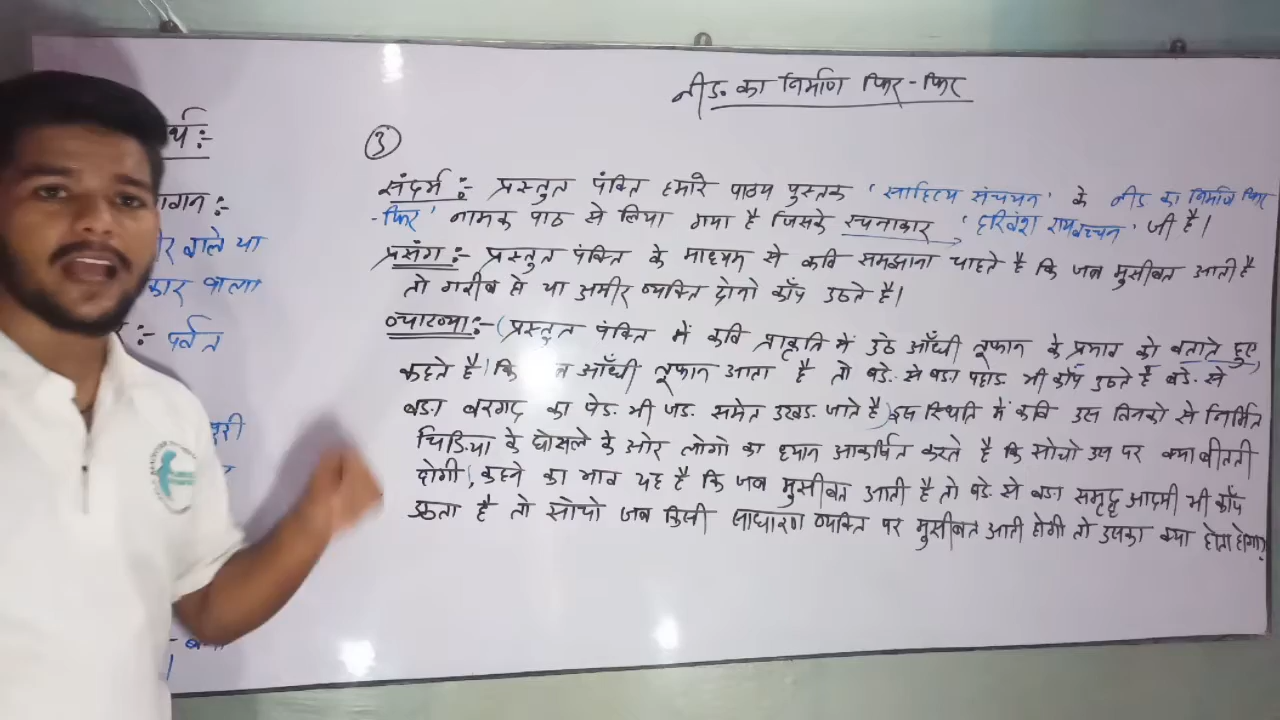 नीड़ का निर्माण फिर-फिर
③
संदर्भ :- प्रस्तुत पंक्ति हमारे पाठ्य पुस्तक 'साहित्य संचयन' के नीड़ का निर्माण फिर
-फिर' नामक पाठ से लिया गया है जिसके रचनाकार 'हरिवंश राय बच्चन' जी है।
प्रसंग :- प्रस्तुत पंक्ति के माध्यम से कवि समझाना चाहते है कि जब मुसीबत आती है
तो गरीब हो या अमीर व्यक्ति दोनो काँप उठते है।
व्याख्या :- (प्रस्तुत पंक्ति में कवि प्राकृति में उठे आँधी तूफान के प्रभाव को बताते हुए
कहते है। कि आँधी तूफान आता है तो बडे. से बडा पहाड भी काँप उठते है बडे. से
बडा बरगद का पेड. भी जड. समेत उखड. जाते है) इस स्थिति में कवि उस तिनको से निर्मित
चिडि.या के घोसले के ओर लोगो का ध्यान आकर्षित करते है कि सोचो उस पर क्या बीतती
होगी, कहने का भाव यह है कि जब मुसीबत आती है तो बडे. से बडा समृद्ध आदमी भी काँप
उठता है तो सोचो जब किसी साधारण व्यक्ति पर मुसीबत आती होगी तो उसका क्या होता होगा?
र्थ :-
वाले या
कार वाला
:- पर्वत